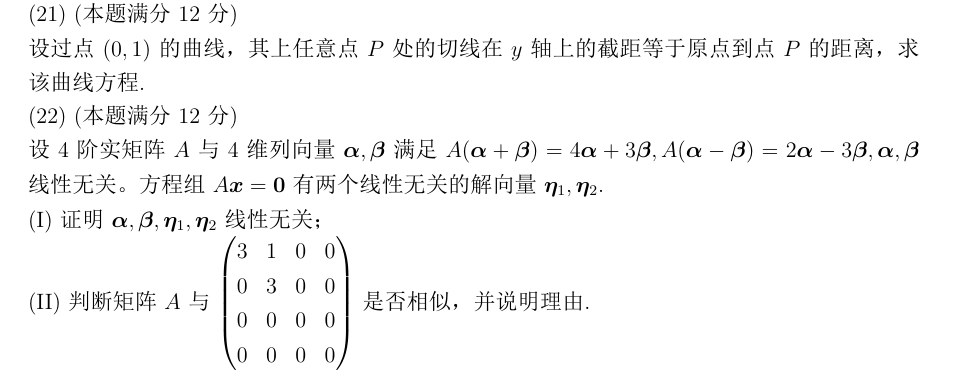 (21) (本题满分 12 分)
设过点 (0, 1) 的曲线，其上任意点 P 处的切线在 y 轴上的截距等于原点到点 P 的距离，求
该曲线方程.
(22) (本题满分 12 分)
设 4 阶实矩阵 A 与 4 维列向量 α, β 满足 A(α + β) = 4α + 3β, A(α − β) = 2α − 3β, α, β
线性无关。方程组 Ax = 0 有两个线性无关的解向量 η₁, η₂.
(I) 证明 α, β, η₁, η₂ 线性无关；
(II) 判断矩阵 A 与
3 1 0 0
0 3 0 0
0 0 0 0
0 0 0 0
是否相似，并说明理由.